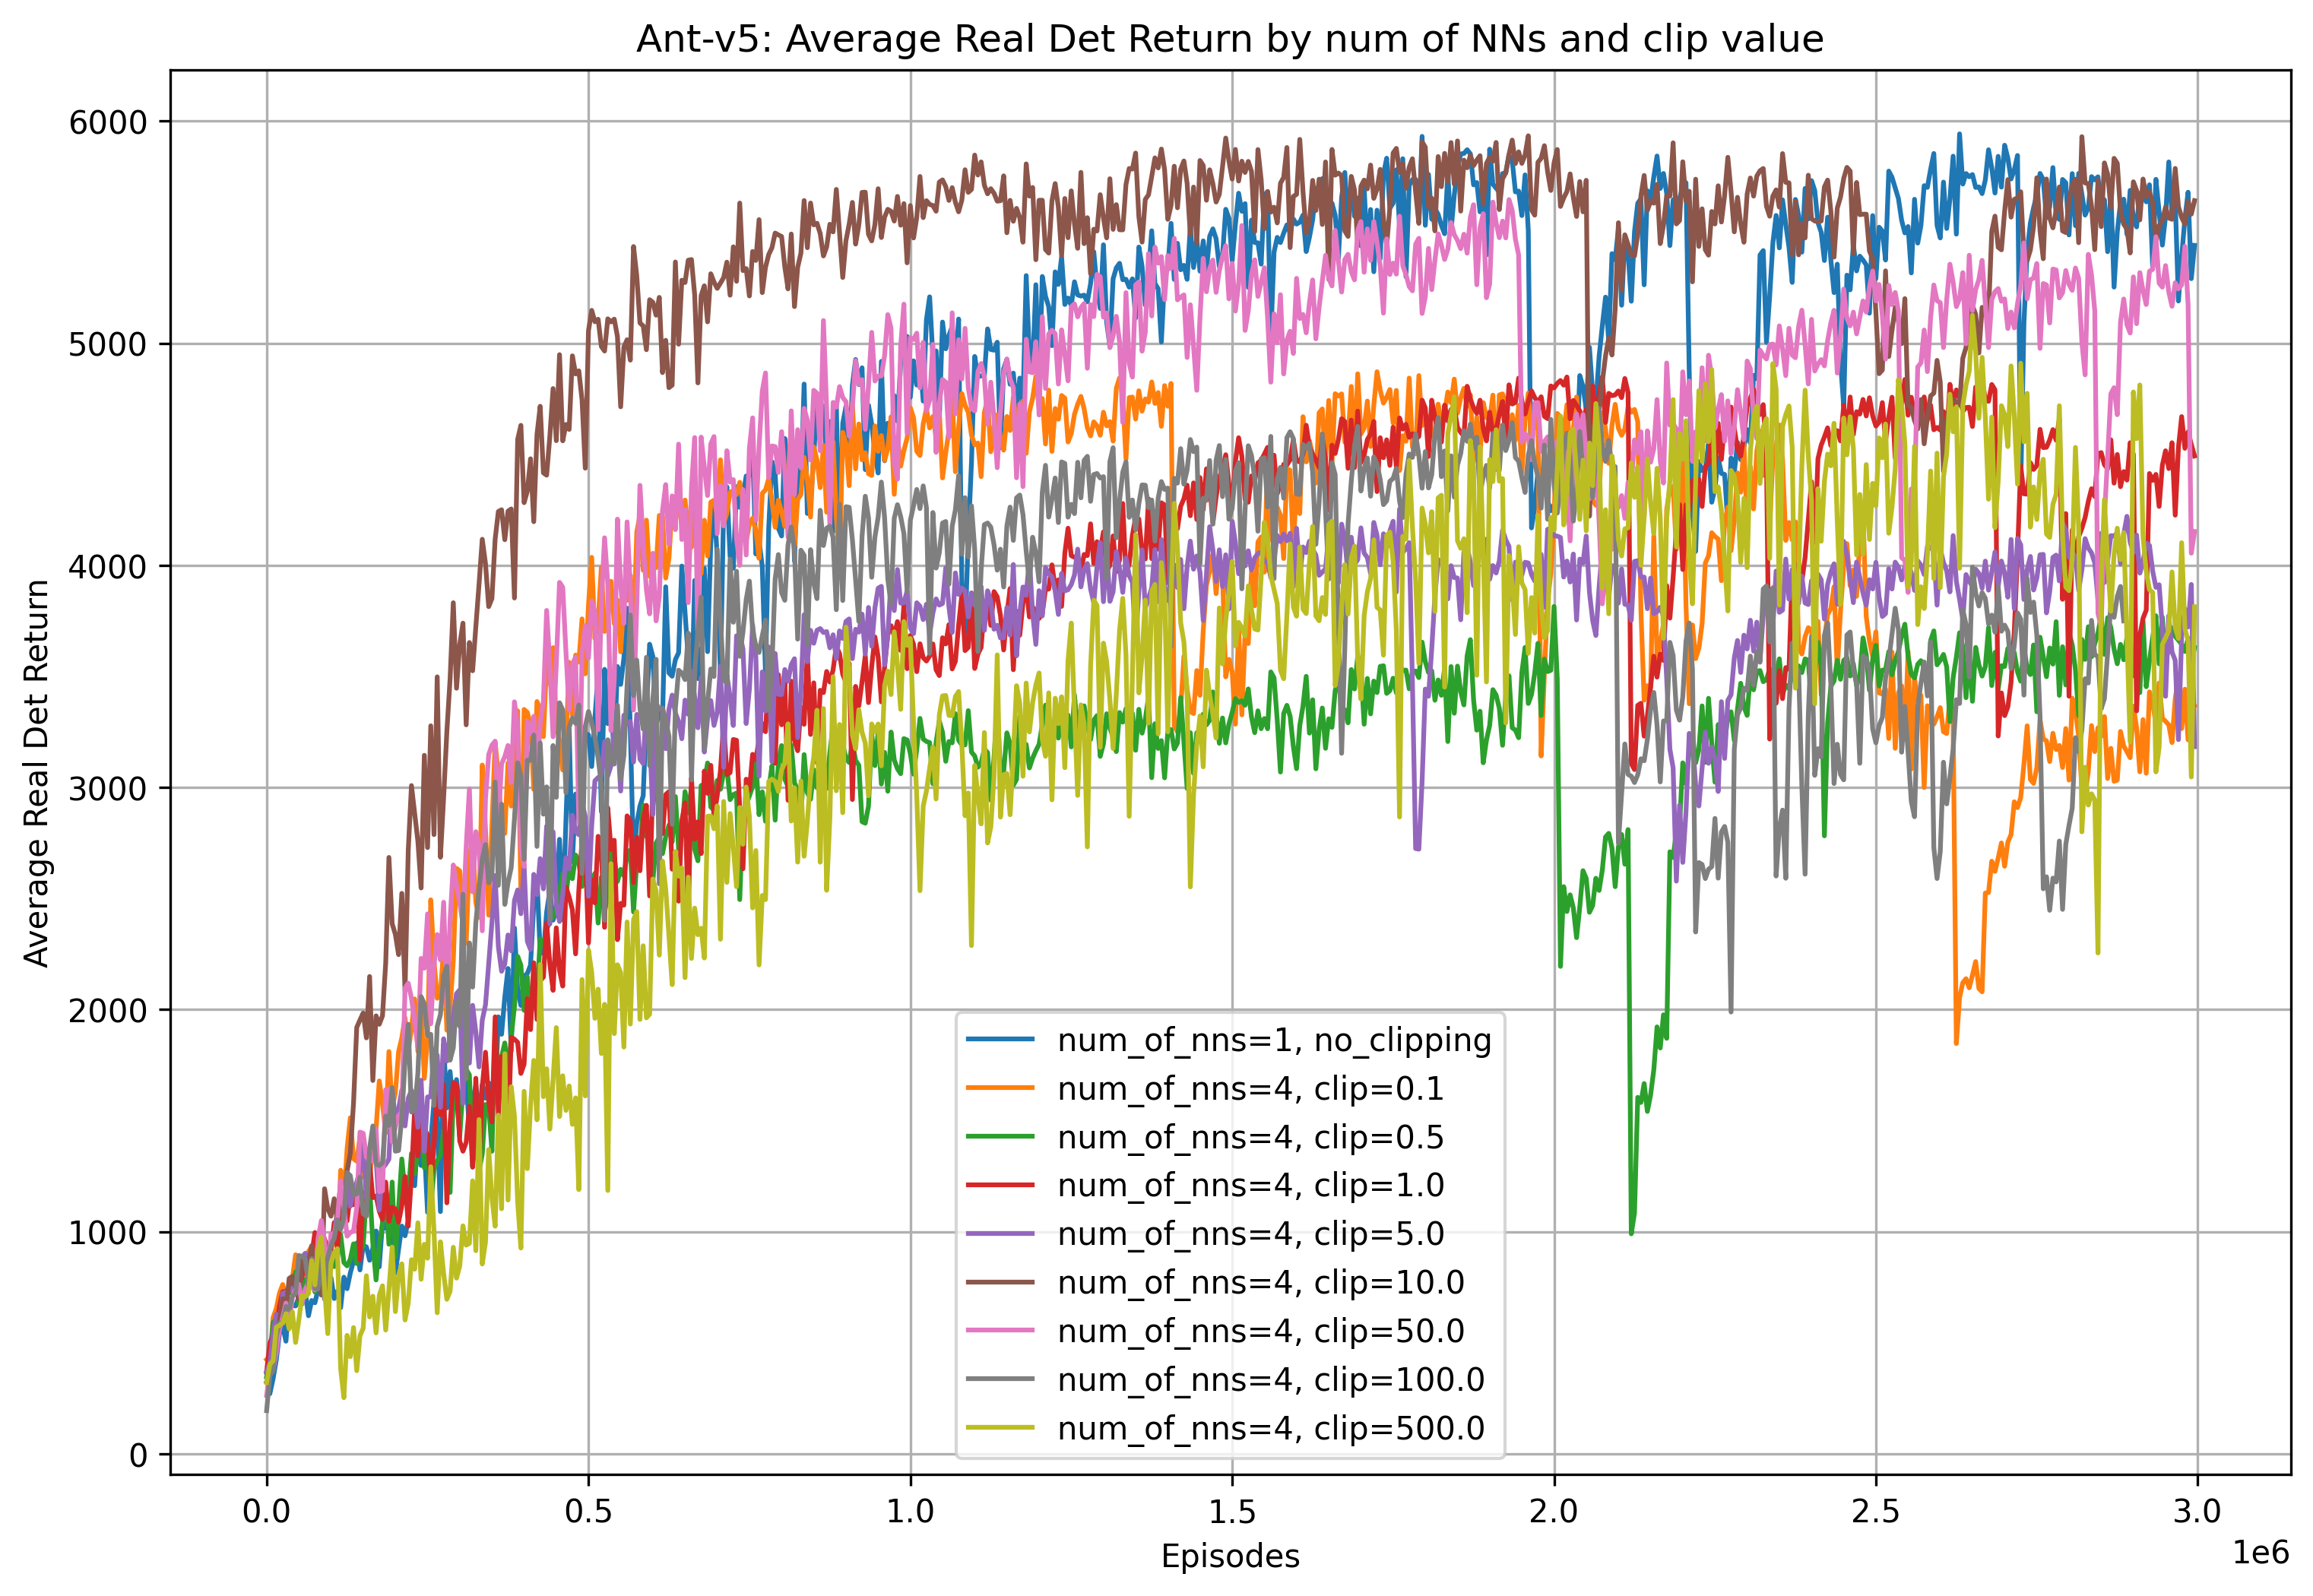 Ant-v5: Average Real Det Return by num of NNs and clip value
Average Real Det Return
6000
5000
4000
3000
2000
1000
0
num_of_nns=1, no_clipping
num_of_nns=4, clip=0.1
num_of_nns=4, clip=0.5
num_of_nns=4, clip=1.0
num_of_nns=4, clip=5.0
num_of_nns=4, clip=10.0
num_of_nns=4, clip=50.0
num_of_nns=4, clip=100.0
num_of_nns=4, clip=500.0
0.0 0.5 1.0 1.5 2.0 2.5 3.0
Episodes
1e6